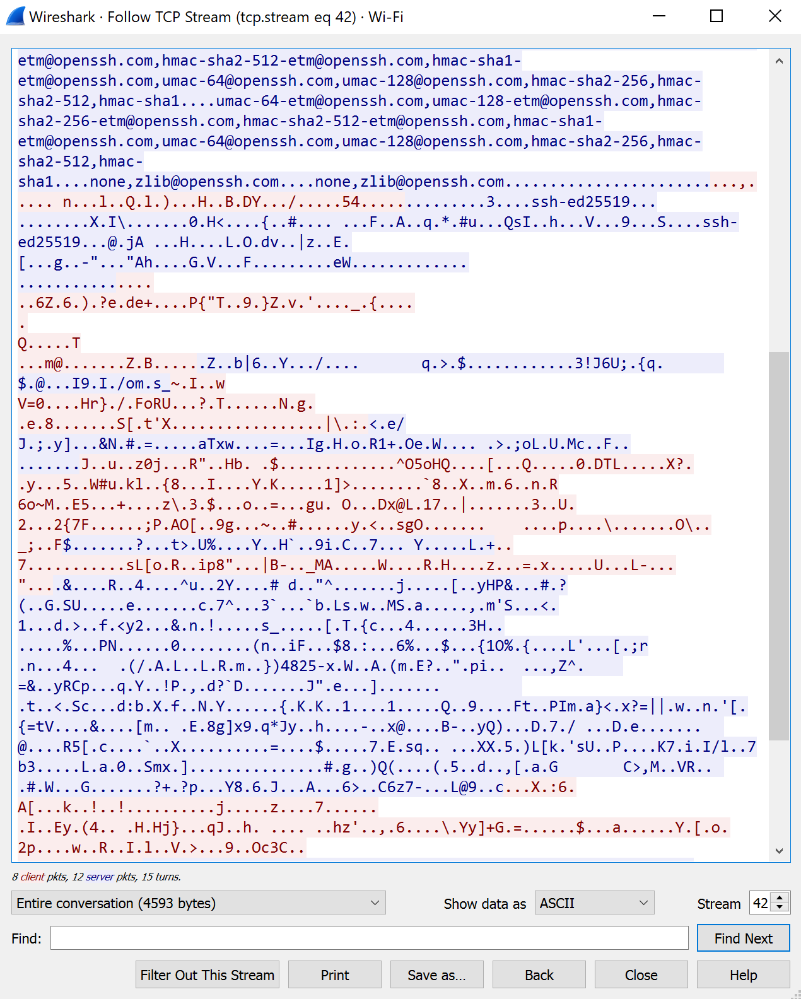 Wireshark · Follow TCP Stream (tcp.stream eq 42) · Wi-Fi
etm@openssh.com,hmac-sha2-512-etm@openssh.com,hmac-sha1-
etm@openssh.com,umac-64@openssh.com,umac-128@openssh.com,hmac-sha2-256,hmac-
sha2-512,hmac-sha1....umac-64-etm@openssh.com,umac-128-etm@openssh.com,hmac-
sha2-256-etm@openssh.com,hmac-sha2-512-etm@openssh.com,hmac-sha1-
etm@openssh.com,umac-64@openssh.com,umac-128@openssh.com,hmac-sha2-256,hmac-
sha2-512,hmac-
sha1....none,zlib@openssh.com....none,zlib@openssh.com..........................,.
.... n...l..Q.l.)...H..B.DY.../.....54..............3....ssh-ed25519...
........X.I\.......0.H<....{..#.... ...F..A..q.*.#u...QsI..h...V...9...S....ssh-
ed25519...@.jA ...H....L.O.dv..|z..E.
[...g..-"..."Ah....G.V...F.........eW.............
...............
..6Z.6.).?e.de+....P{"T..9.}Z.v.'...._.{....
.
Q.....T
...m@.......Z.B.......Z..b|6..Y.../....       q.>.$............3!J6U;.{q.
$.@...I9.I./om.s_~.I..w
V=0....Hr}./.FoRU...?.T......N.g.
.e.8.......S[.t'X.................|\.:.<.e/
J.;.y]...&N.#.=.....aTxw....=...Ig.H.o.R1+.Oe.W.... .>.;oL.U.Mc..F..
.......J..u..z0j...R"..Hb. .$.............^O5oHQ....[...Q.....0.DTL.....X?.
.y...5..W#u.kl..{8...I....Y.K.....1]>........`8..X..m.6..n.R
6o~M..E5...+....z\.3.$...o..=...gu. O...Dx@L.17..|.......3..U.
2...2{7F......;P.AO[..9g...~..#......y.<..sgO.......    ....p....\.......O\..
_;..F$.......?...t>.U%....Y..H`..9i.C..7... Y.....L.+..
7...........sL[o.R..ip8"...|B-.._MA.....W....R.H....z...=.x.....U...L-...
"....&....R..4....^u..2Y....# d.."^.......j.....[..yHP&...#.?
(..G.SU.....e.......c.7^...3`...`b.Ls.w..MS.a.....,.m'S...<.
1...d.>..f.<y2...&.n.!.....s_.....[.T.{c...4......3H..
.....%...PN......0........(n..iF...$8.:...6%...$...{1O%.{....L'...[.;r
.n...4...   .(/.A.L..L.R.m..})4825-x.W..A.(m.E?..".pi..  ...,Z^.
=&..yRCp...q.Y..!P.,.d?`D.......J".e...].......
.t..<.Sc...d:b.X.f..N.Y......{.K.K..1....1.....Q..9....Ft..PIm.a}<.x?=||.w..n.'[.
{=tV....&....[m.. .E.8g]x9.q*Jy..h....-..x@....B-..yQ)...D.7./ ...D.e.......
@....R5[.c....`..X..........=....$.....7.E.sq.. ...XX.5.)L[k.'sU..P....K7.i.I/l..7
b3.....L.a.0..Smx.]...............#.g..)Q(....(.5..d..,[.a.G       C>,M..VR..
.#.W...G.......?+.?p...Y8.6.J...A...6>..C6z7-...L@9..c...X.:6.
A[...k..!..!..........j.....z....7......
.I..Ey.(4.. .H.Hj}...qJ..h. .... ..hz'..,.6....\.Yy]+G.=......$...a......Y.[.o.
2p....w..R..I.l..V.>...9..Oc3C..
8 client pkts, 12 server pkts, 15 turns.
Entire conversation (4593 bytes) Show data as ASCII Stream 42
Find: Find Next
Filter Out This Stream Print Save as... Back Close Help